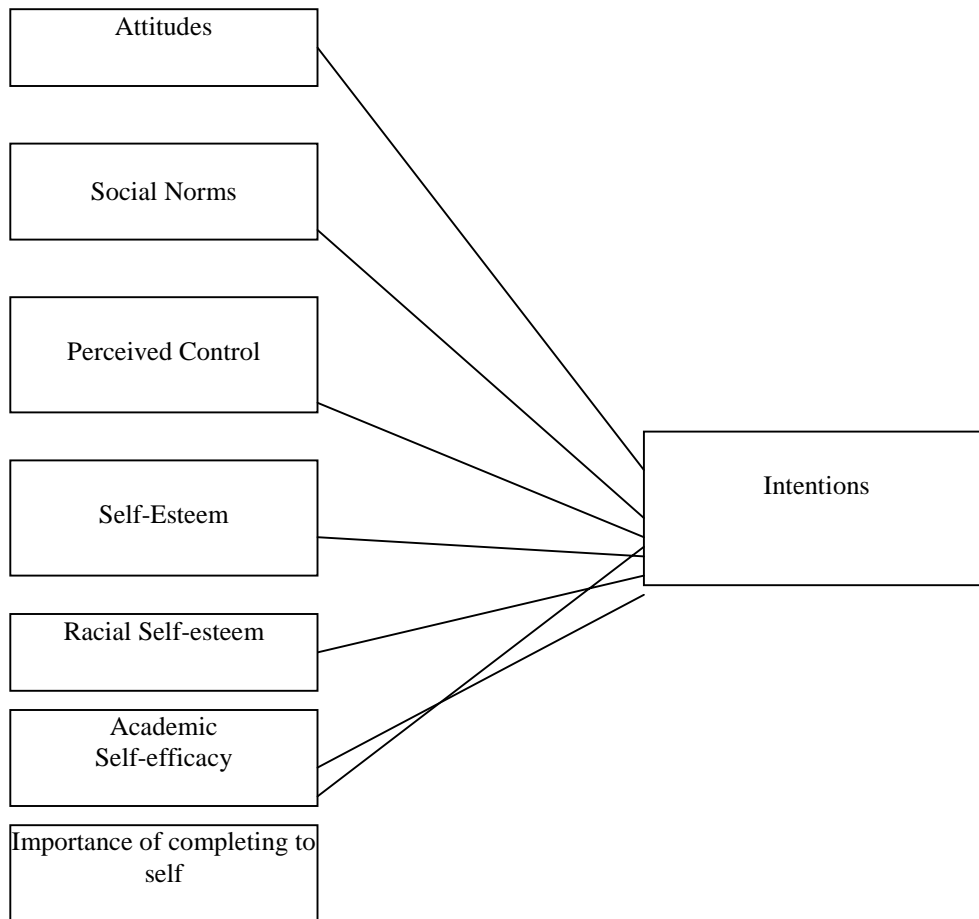 Attitudes
Social Norms
Perceived Control
Self-Esteem
Racial Self-esteem
Academic
Self-efficacy
Importance of completing to
self
Intentions